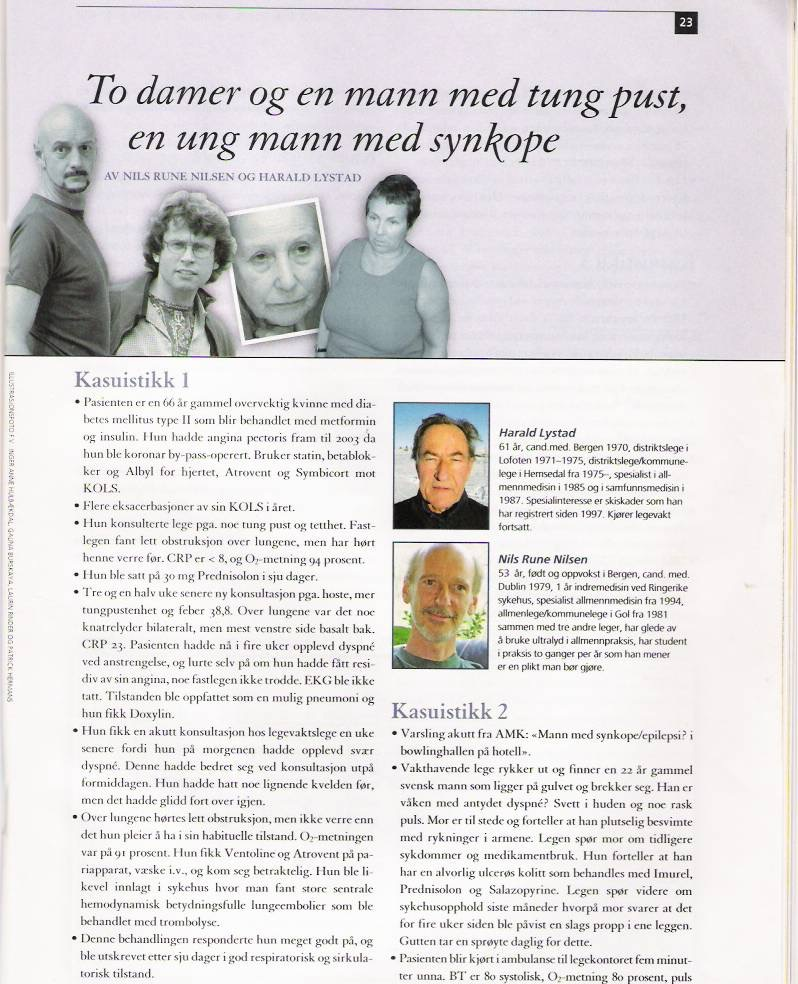 23
To damer og en mann med tung pust,
en ung mann med synkope
AV NILS RUNE NILSEN OG HARALD LYSTAD
ILLUSTRASJONSFOTO F.V. INGER ANNE HULBÆKDAL, GALINA BURSKAYA, LAURIN RINDER OG PATRICK HERMANS
Kasuistikk 1
• Pasienten er en 66 år gammel overvektig kvinne med dia-
betes mellitus type II som blir behandlet med metformin
og insulin. Hun hadde angina pectoris fram til 2003 da
hun ble koronar by-pass-operert. Bruker statin, betablok-
ker og Albyl for hjertet, Atrovent og Symbicort mot
KOLS.
• Flere eksacerbasjoner av sin KOLS i året.
• Hun konsulterte lege pga. noe tung pust og tetthet. Fast-
legen fant lett obstruksjon over lungene, men har hørt
henne verre før. CRP er < 8, og O2-metning 94 prosent.
• Hun ble satt på 30 mg Prednisolon i sju dager.
• Tre og en halv uke senere ny konsultasjon pga. hoste, mer
tungpustenhet og feber 38,8. Over lungene var det noe
knatrelyder bilateralt, men mest venstre side basalt bak.
CRP 23. Pasienten hadde nå i fire uker opplevd dyspné
ved anstrengelse, og lurte selv på om hun hadde fått resi-
div av sin angina, noe fastlegen ikke trodde. EKG ble ikke
tatt. Tilstanden ble oppfattet som en mulig pneumoni og
hun fikk Doxylin.
• Hun fikk en akutt konsultasjon hos legevaktslege en uke
senere fordi hun på morgenen hadde opplevd svær
dyspné. Denne hadde bedret seg ved konsultasjon utpå
formiddagen. Hun hadde hatt noe lignende kvelden før,
men det hadde glidd fort over igjen.
• Over lungene hørtes lett obstruksjon, men ikke verre enn
det hun pleier å ha i sin habituelle tilstand. O2-metningen
var på 91 prosent. Hun fikk Ventoline og Atrovent på pa-
riapparat, væske i.v., og kom seg betraktelig. Hun ble li-
kevel innlagt i sykehus hvor man fant store sentrale
hemodynamisk betydningsfulle lungeembolier som ble
behandlet med trombolyse.
• Denne behandlingen responderte hun meget godt på, og
ble utskrevet etter sju dager i god respiratorisk og sirkula-
torisk tilstand.
Harald Lystad
61 år, cand.med. Bergen 1970, distriktslege i
Lofoten 1971–1975, distriktslege/kommune-
lege i Hemsedal fra 1975–, spesialist i all-
mennmedisin i 1985 og i samfunnsmedisin i
1987. Spesialinteresse er skiskader som han
har registrert siden 1997. Kjører legevakt
fortsatt.
Nils Rune Nilsen
53 år, født og oppvokst i Bergen, cand. med.
Dublin 1979, 1 år indremedisin ved Ringerike
sykehus, spesialist allmennmedisin fra 1994,
allmenlege/kommunelege i Gol fra 1981
sammen med tre andre leger, har glede av
å bruke ultralyd i allmennpraksis, har student
i praksis to ganger per år som han mener
er en plikt man bør gjøre.
Kasuistikk 2
• Varsling akutt fra AMK: «Mann med synkope/epilepsi? i
bowlinghallen på hotell».
• Vakthavende lege rykker ut og finner en 22 år gammel
svensk mann som ligger på gulvet og brekker seg. Han er
våken med antydet dyspné? Svett i huden og noe rask
puls. Mor er til stede og forteller at han plutselig besvimte
med rykninger i armene. Legen spør mor om tidligere
sykdommer og medikamentbruk. Hun forteller at han
har en alvorlig ulcerøs kolitt som behandles med Imurel,
Prednisolon og Salazopyrine. Legen spør videre om
sykehusopphold siste måneder hvorpå mor svarer at det
for fire uker siden ble påvist en slags propp i ene leggen.
Gutten tar en sprøyte daglig for dette.
• Pasienten blir kjørt i ambulanse til legekontoret fem minut-
ter unna. BT er 80 systolisk, O2-metning 80 prosent, puls